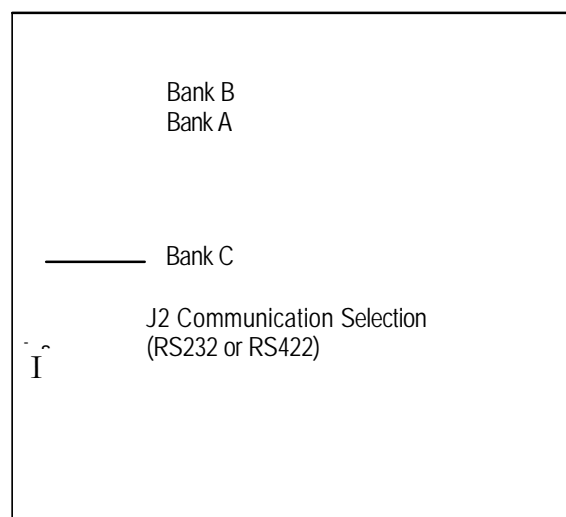 Bank B
Bank A
Bank C
J2 Communication Selection
(RS232 or RS422)
I